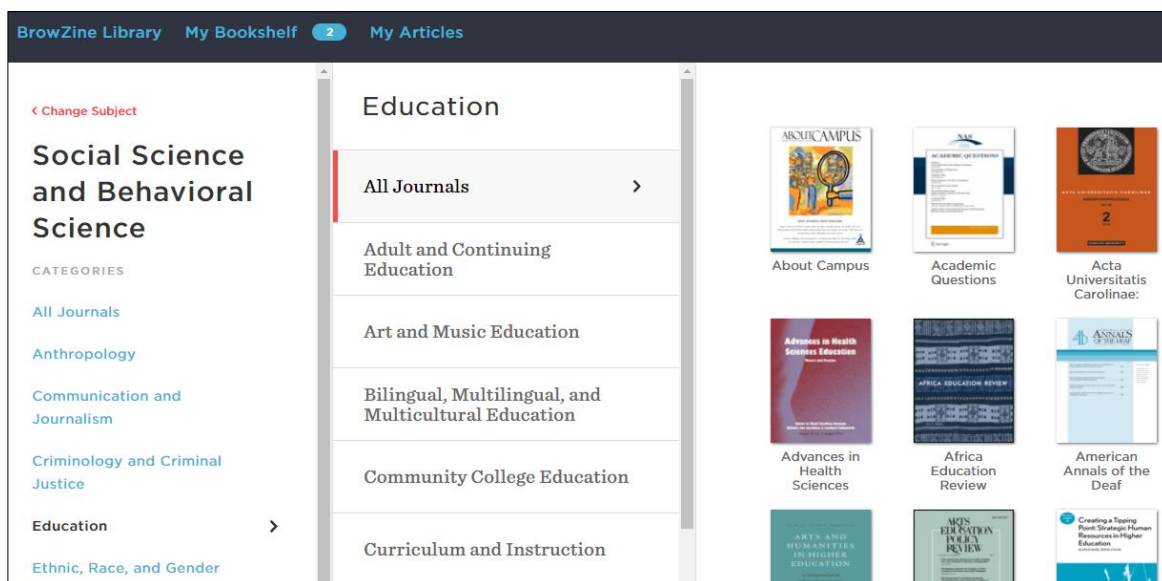 BrowZine Library My Bookshelf 2 My Articles
< Change Subject
Social Science
and Behavioral
Science
CATEGORIES
All Journals
Anthropology
Communication and
Journalism
Criminology and Criminal
Justice
Education
Ethnic, Race, and Gender
Education
All Journals
Adult and Continuing
Education
Art and Music Education
Bilingual, Multilingual, and
Multicultural Education
Community College Education
Curriculum and Instruction
ABOUT CAMPUS
About Campus
NAS
ACADEMIC QUESTIONS
Springer
Academic
Questions
ACTA UNIVERSITATIS CAROLINAE
2
Acta
Universitatis
Carolinae:
Advances in Health
Sciences Education
Advances in
Health
Sciences
AFRICA EDUCATION REVIEW
Africa
Education
Review
ANNALS
OF THE DEAF
American
Annals of the
Deaf
ARTS AND
HUMANITIES
IN HIGHER
EDUCATION
ARTS
EDUCATION
POLICY
REVIEW
Creating a Tipping
Point: Strategic Human
Resources in Higher
Education